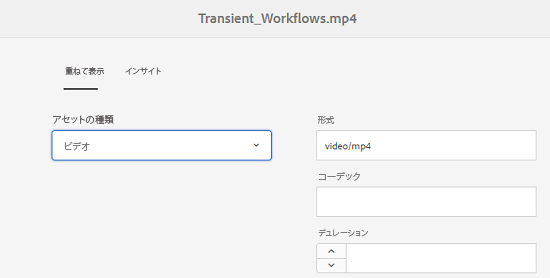 Transient_Workflows.mp4
重ねて表示
インサイト
アセットの種類
ビデオ
形式
video/mp4
コーデック
デュレーション